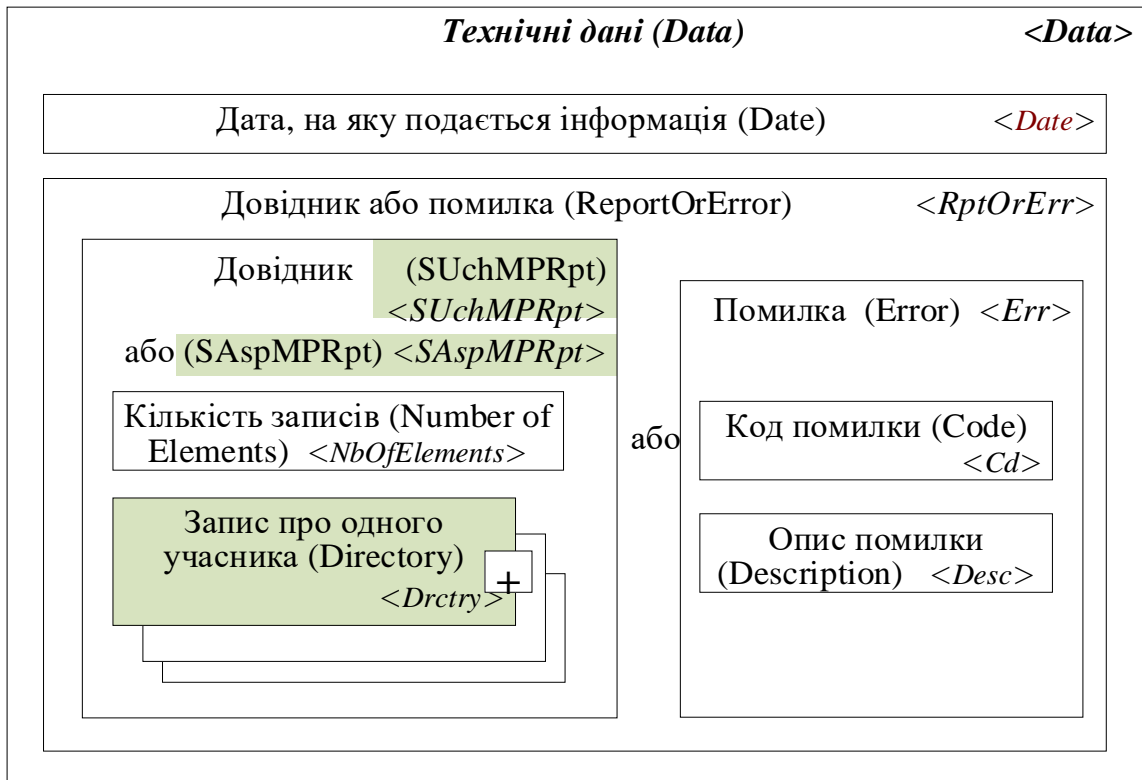 Технічні дані (Data) <Data>
Дата, на яку подається інформація (Date) <Date>
Довідник або помилка (ReportOrError) <RptOrErr>
Довідник (SUchMPRpt)
<SUchMPRpt>
або (SAspMPRpt) <SAspMPRpt>
Кількість записів (Number of
Elements) <NbOfElements>
Запис про одного
учасника (Directory)
<Drctry>
+
або
Помилка (Error) <Err>
Код помилки (Code)
<Cd>
Опис помилки
(Description) <Desc>